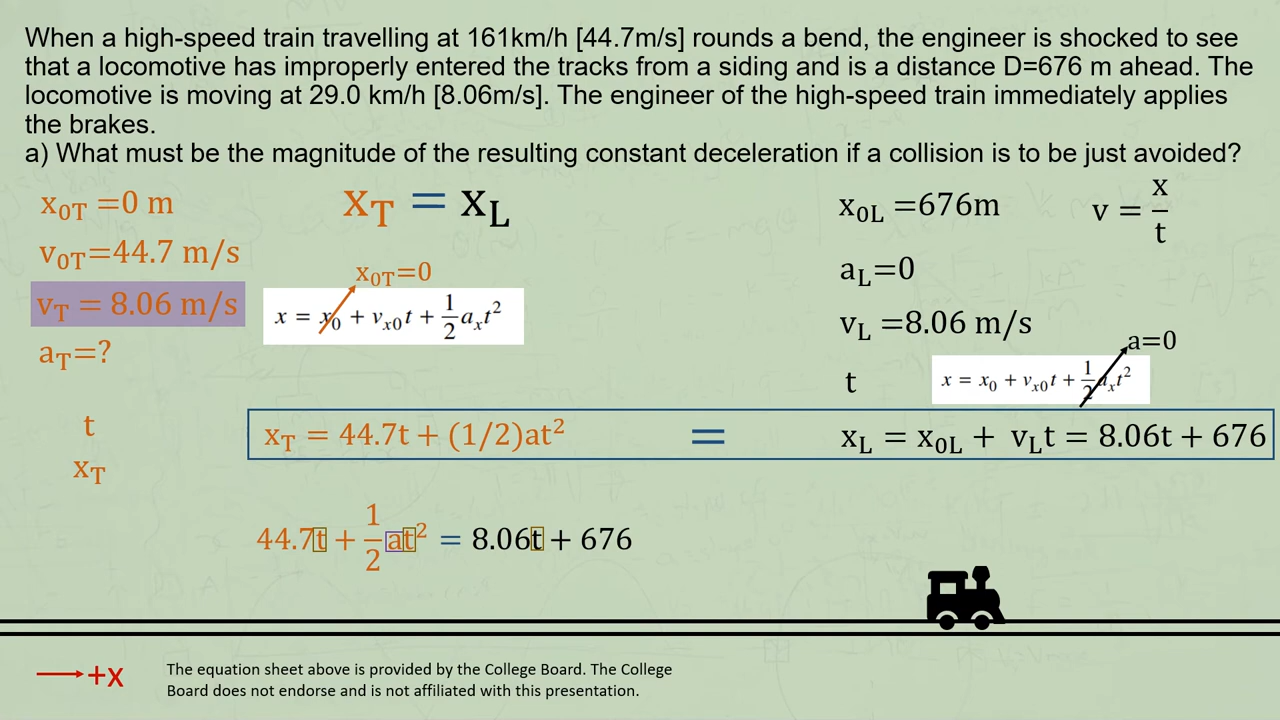 When a high-speed train travelling at 161km/h [44.7m/s] rounds a bend, the engineer is shocked to see
that a locomotive has improperly entered the tracks from a siding and is a distance D=676 m ahead. The
locomotive is moving at 29.0 km/h [8.06m/s]. The engineer of the high-speed train immediately applies
the brakes.
a) What must be the magnitude of the resulting constant deceleration if a collision is to be just avoided?
x₀T =0 m
v₀T=44.7 m/s
vT = 8.06 m/s
aT=?
t
xT
xT = xL
x₀T=0
x = x₀ + vₓ₀t + 1/2 aₓt²
x₀L =676m
v = x/t
aL=0
vL =8.06 m/s
a=0
t
x = x₀ + vₓ₀t + 1/2 aₓt²
xT = 44.7t + (1/2)at² = xL = x₀L + vLt = 8.06t + 676
44.7t + 1/2 at² = 8.06t + 676
+x
The equation sheet above is provided by the College Board. The College
Board does not endorse and is not affiliated with this presentation.